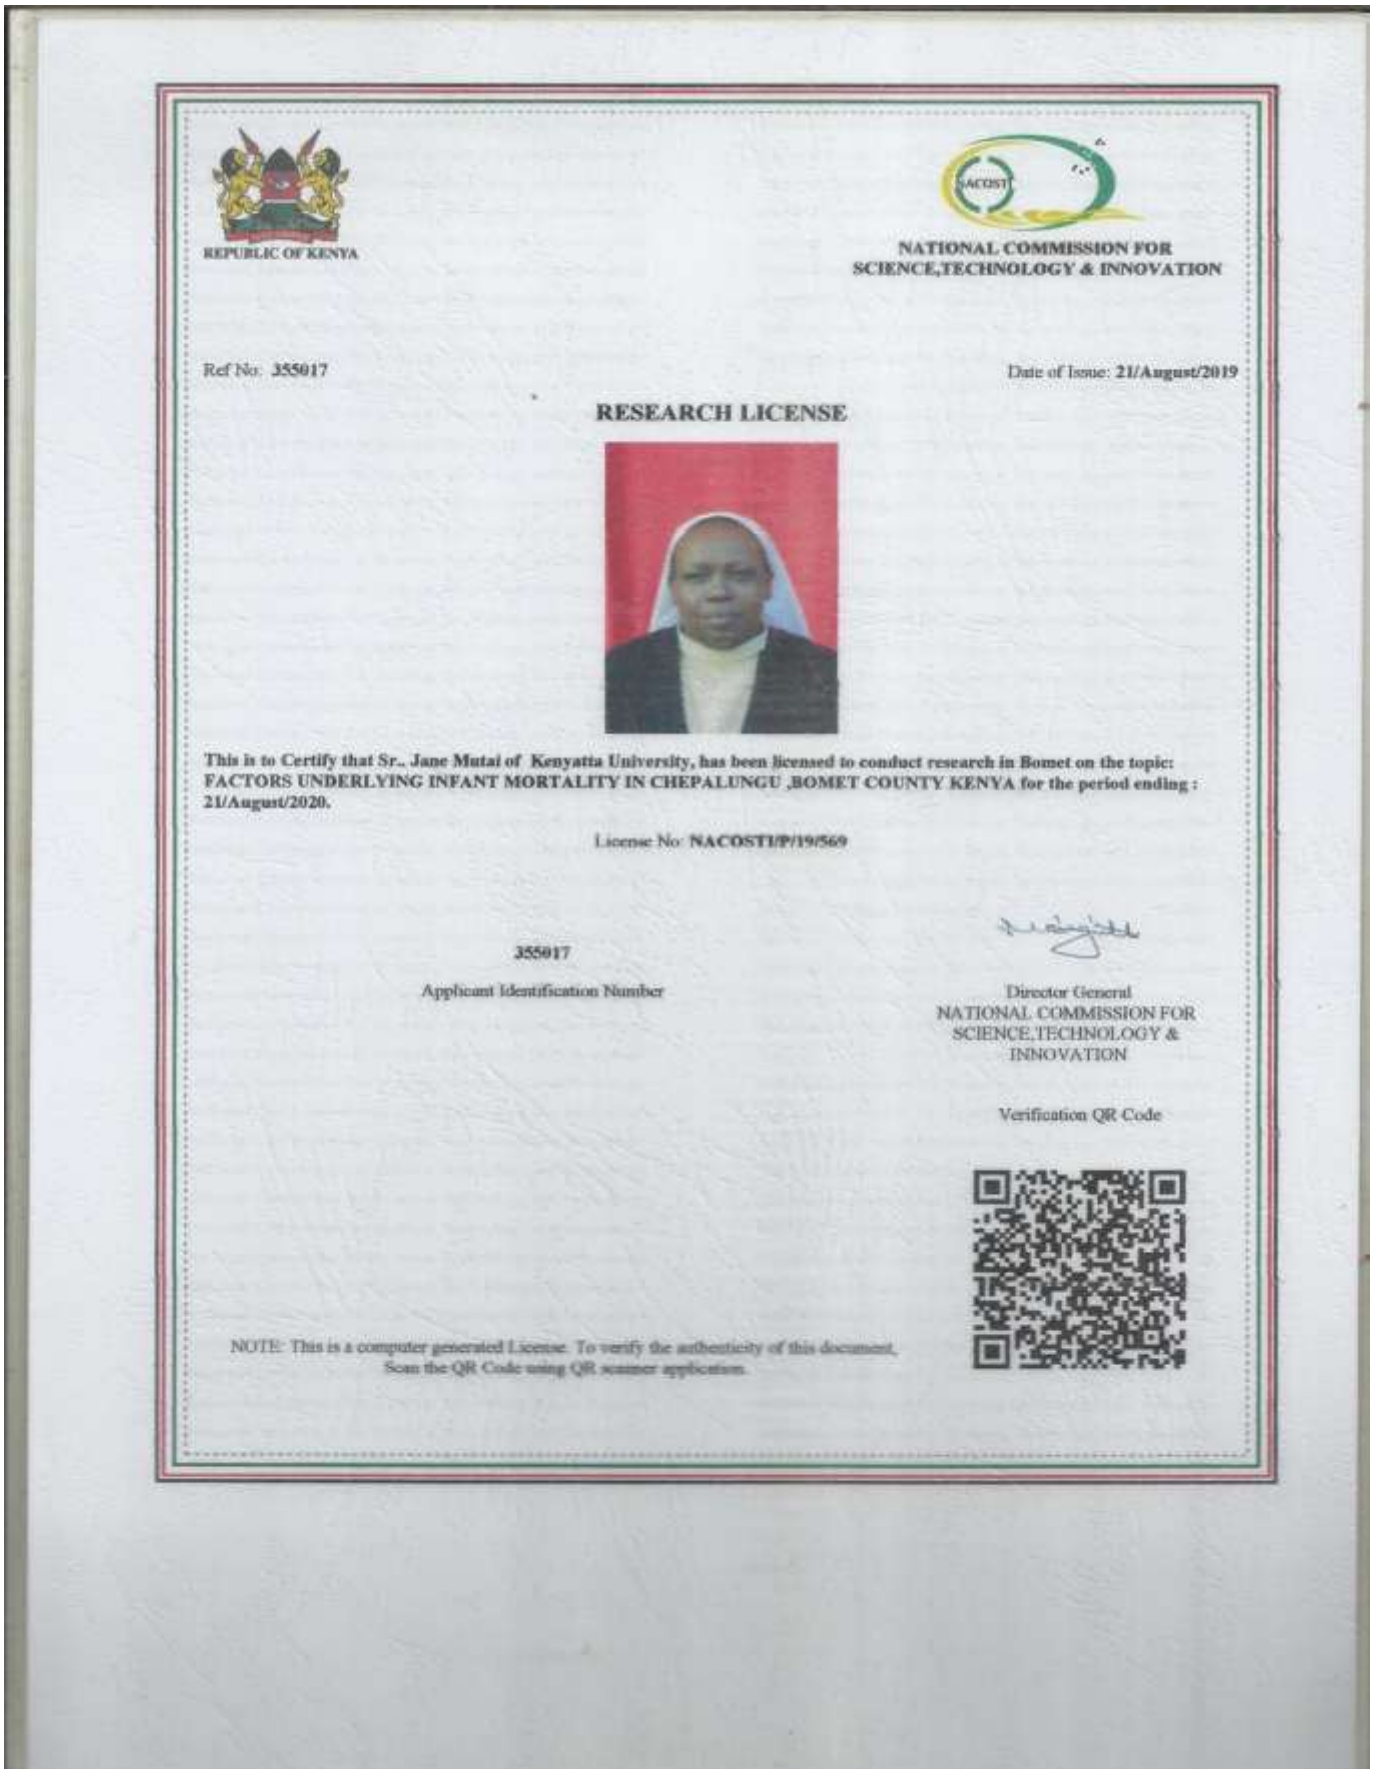 REPUBLIC OF KENYA
ACOST
NATIONAL COMMISSION FOR
SCIENCE,TECHNOLOGY & INNOVATION
Ref No: 355017
Date of Issue: 21/August/2019
RESEARCH LICENSE
This is to Certify that Sr.. Jane Mutai of Kenyatta University, has been licensed to conduct research in Bomet on the topic:
FACTORS UNDERLYING INFANT MORTALITY IN CHEPALUNGU ,BOMET COUNTY KENYA for the period ending :
21/August/2020.
License No: NACOSTI/P/19/569
355017
Applicant Identification Number
Director General
NATIONAL COMMISSION FOR
SCIENCE,TECHNOLOGY &
INNOVATION
Verification QR Code
NOTE: This is a computer generated License. To verify the authenticity of this document,
Scan the QR Code using QR scanner application.